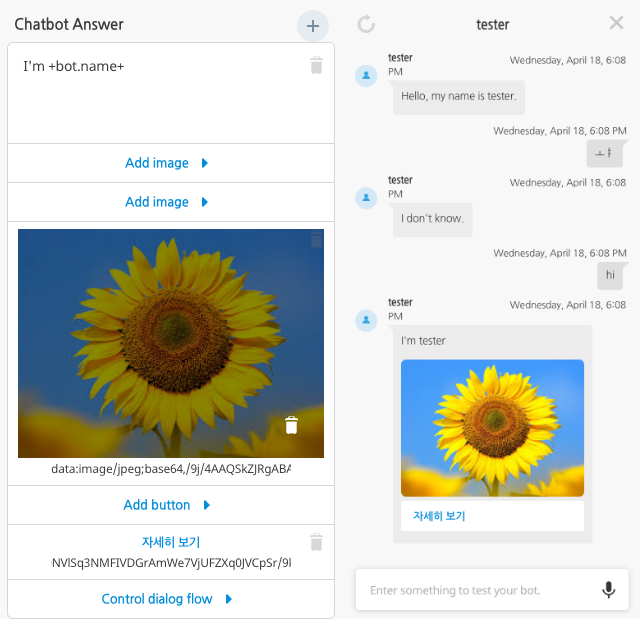 Chatbot Answer
I'm +bot.name+
Add image
Add image
data:image/jpeg;base64,/9j/4AAQSkZJRgABA
Add button
자세히 보기
NVlSq3NMFIVDGrAmWe7VjUFZXq0JVCpSr/9l
Control dialog flow
tester
tester
Wednesday, April 18, 6:08
PM
Hello, my name is tester.
Wednesday, April 18, 6:08 PM
ㅗㅑ
tester
Wednesday, April 18, 6:08
PM
I don't know.
Wednesday, April 18, 6:08 PM
hi
tester
Wednesday, April 18, 6:08
PM
I'm tester
자세히 보기
Enter something to test your bot.